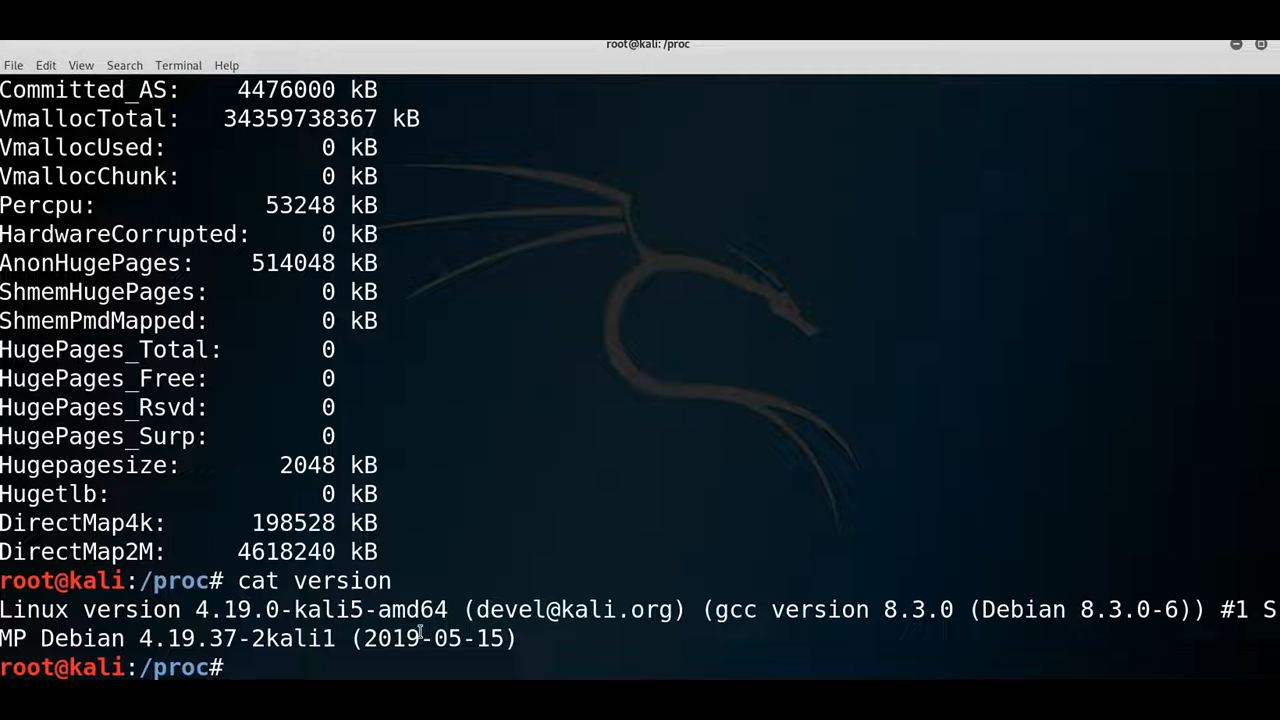 root@kali: /proc
File Edit View Search Terminal Help
Committed_AS: 4476000 kB
VmallocTotal: 34359738367 kB
VmallocUsed: 0 kB
VmallocChunk: 0 kB
Percpu: 53248 kB
HardwareCorrupted: 0 kB
AnonHugePages: 514048 kB
ShmemHugePages: 0 kB
ShmemPmdMapped: 0 kB
HugePages_Total: 0
HugePages_Free: 0
HugePages_Rsvd: 0
HugePages_Surp: 0
Hugepagesize: 2048 kB
Hugetlb: 0 kB
DirectMap4k: 198528 kB
DirectMap2M: 4618240 kB
root@kali:/proc# cat version
Linux version 4.19.0-kali5-amd64 (devel@kali.org) (gcc version 8.3.0 (Debian 8.3.0-6)) #1 S
MP Debian 4.19.37-2kali1 (2019-05-15)
root@kali:/proc#